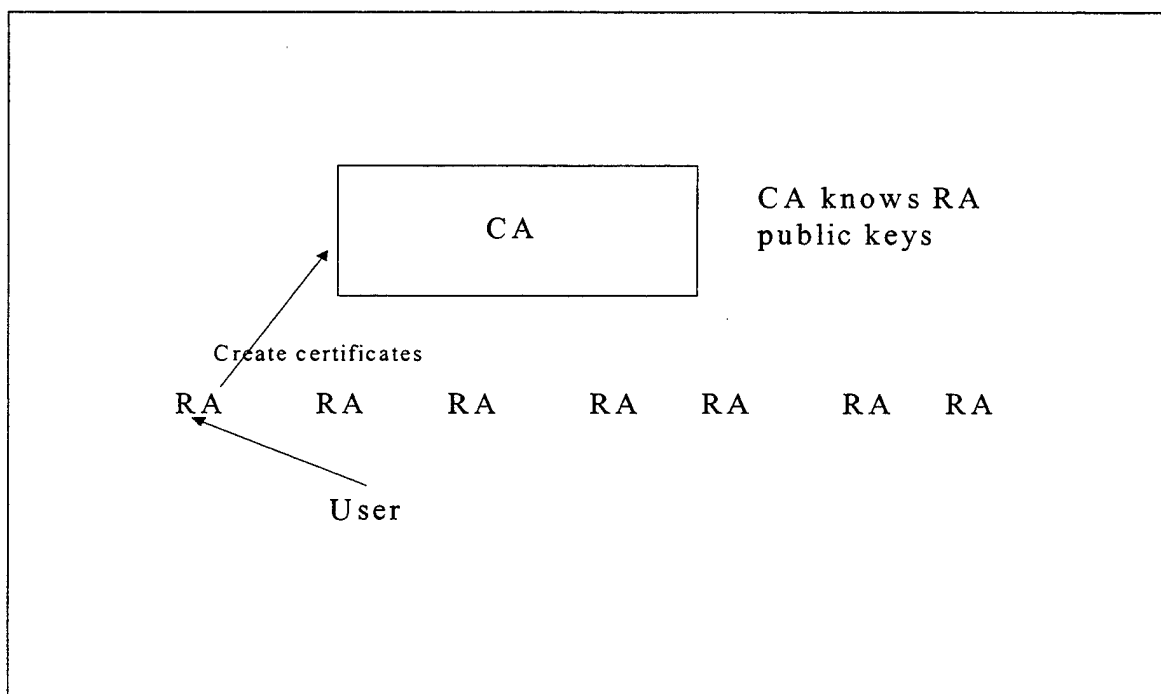 CA
CA knows RA
public keys
Create certificates
RA RA RA RA RA RA RA
User